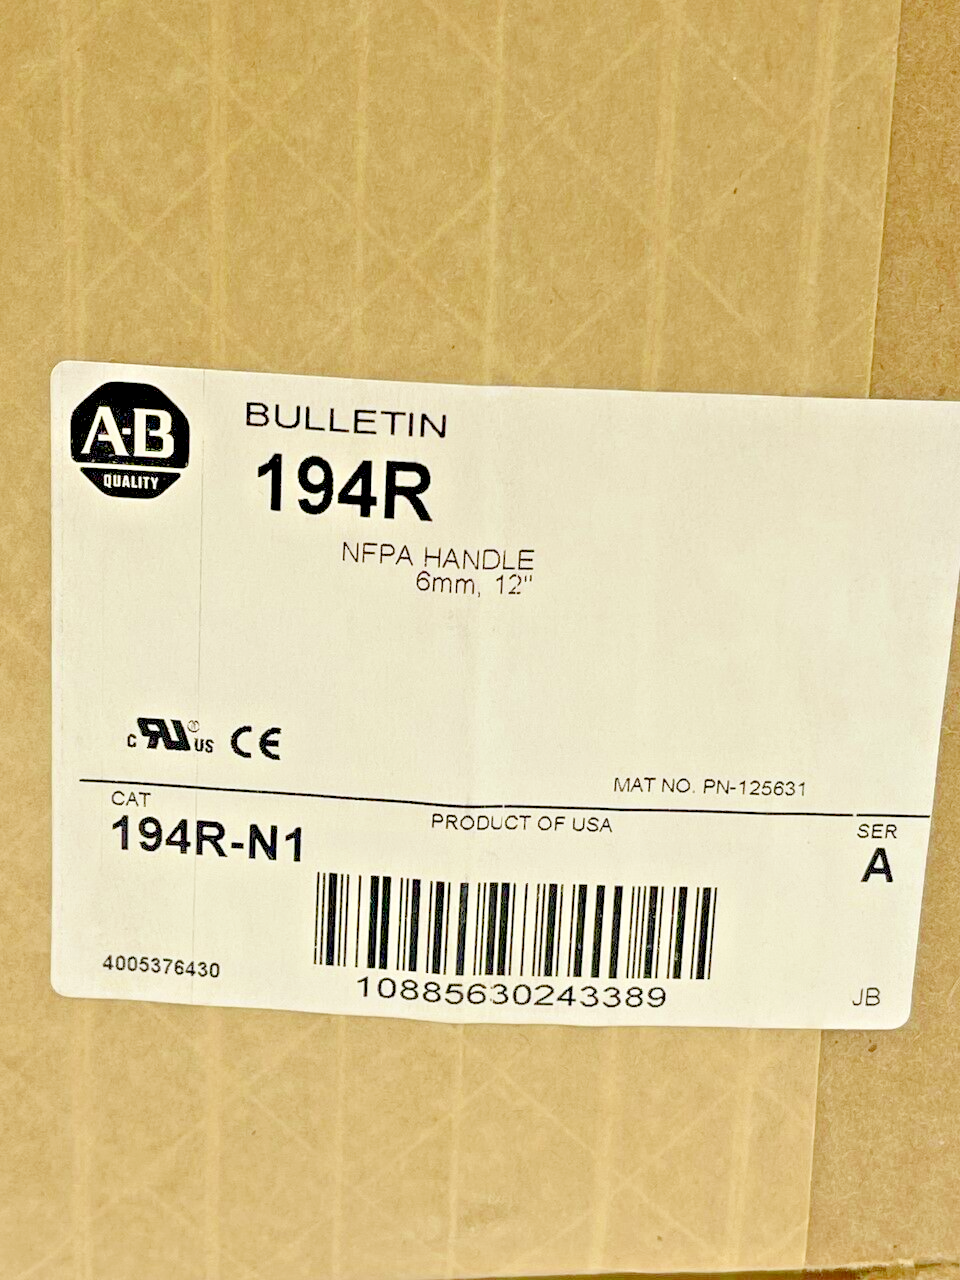 A-B
QUALITY
BULLETIN
194R
NFPA HANDLE
6mm, 12"
c RU ® US CE
MAT NO. PN-125631
CAT
194R-N1
PRODUCT OF USA
SER
A
10885630243389
4005376430
JB